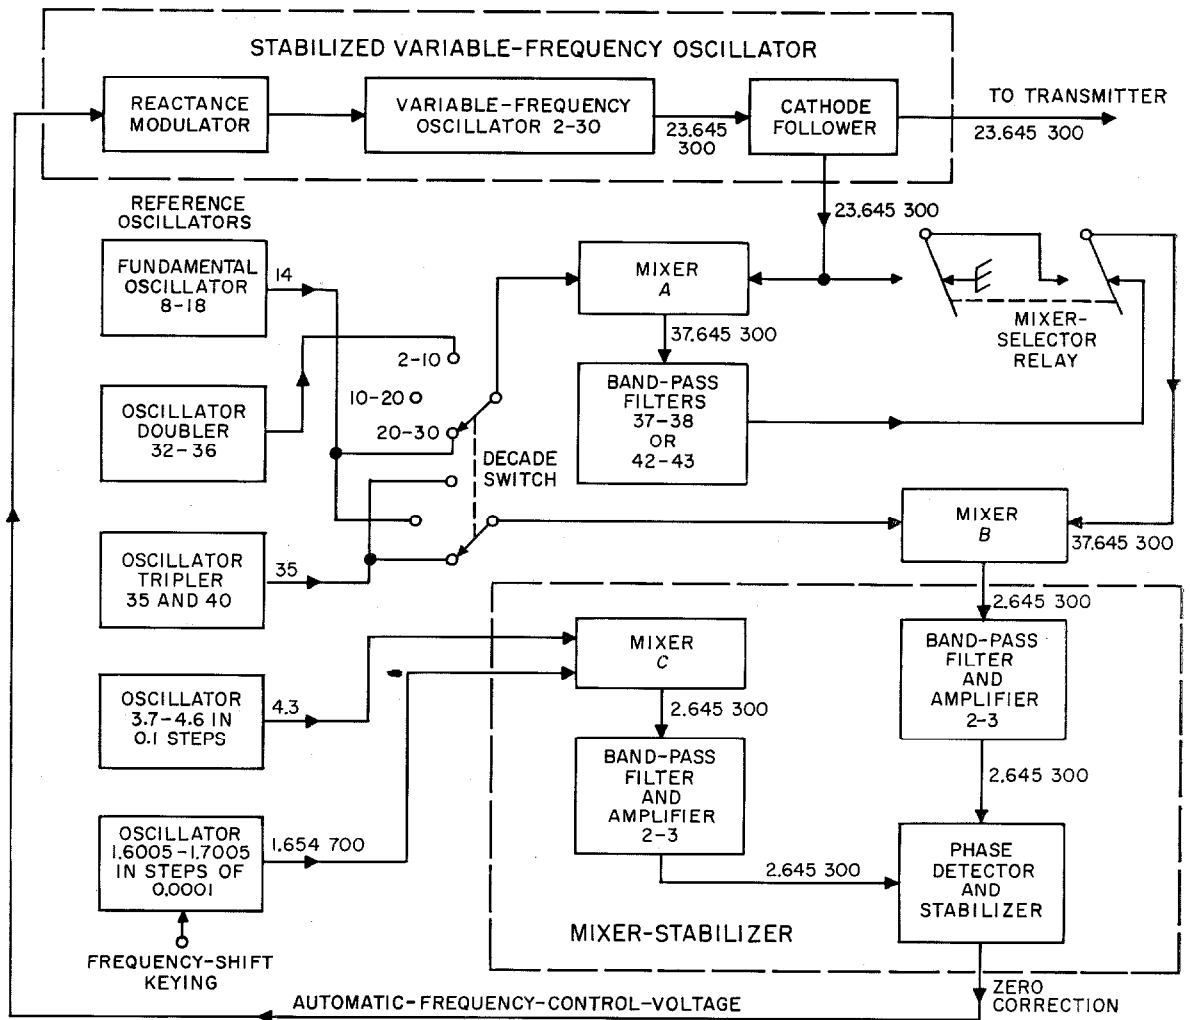 STABILIZED VARIABLE-FREQUENCY OSCILLATOR
REACTANCE
MODULATOR
VARIABLE-FREQUENCY
OSCILLATOR 2-30
23.645
300
CATHODE
FOLLOWER
TO TRANSMITTER
23.645 300
23.645 300
REFERENCE
OSCILLATORS
FUNDAMENTAL
OSCILLATOR
8-18
14
MIXER
A
37.645 300
MIXER-
SELECTOR
RELAY
2-10
10-20
20-30
DECADE
SWITCH
OSCILLATOR
DOUBLER
32-36
BAND-PASS
FILTERS
37-38
OR
42-43
MIXER
B
37.645 300
OSCILLATOR
TRIPLER
35 AND 40
35
2.645 300
MIXER
C
BAND-PASS
FILTER
AND
AMPLIFIER
2-3
OSCILLATOR
3.7-4.6 IN
0.1 STEPS
4.3
2.645 300
BAND-PASS
FILTER
AND
AMPLIFIER
2-3
2.645 300
OSCILLATOR
1.6005-1.7005
IN STEPS OF
0.0001
1.654 700
2.645 300
PHASE
DETECTOR
AND
STABILIZER
MIXER-STABILIZER
FREQUENCY-SHIFT
KEYING
ZERO
CORRECTION
AUTOMATIC-FREQUENCY-CONTROL-VOLTAGE